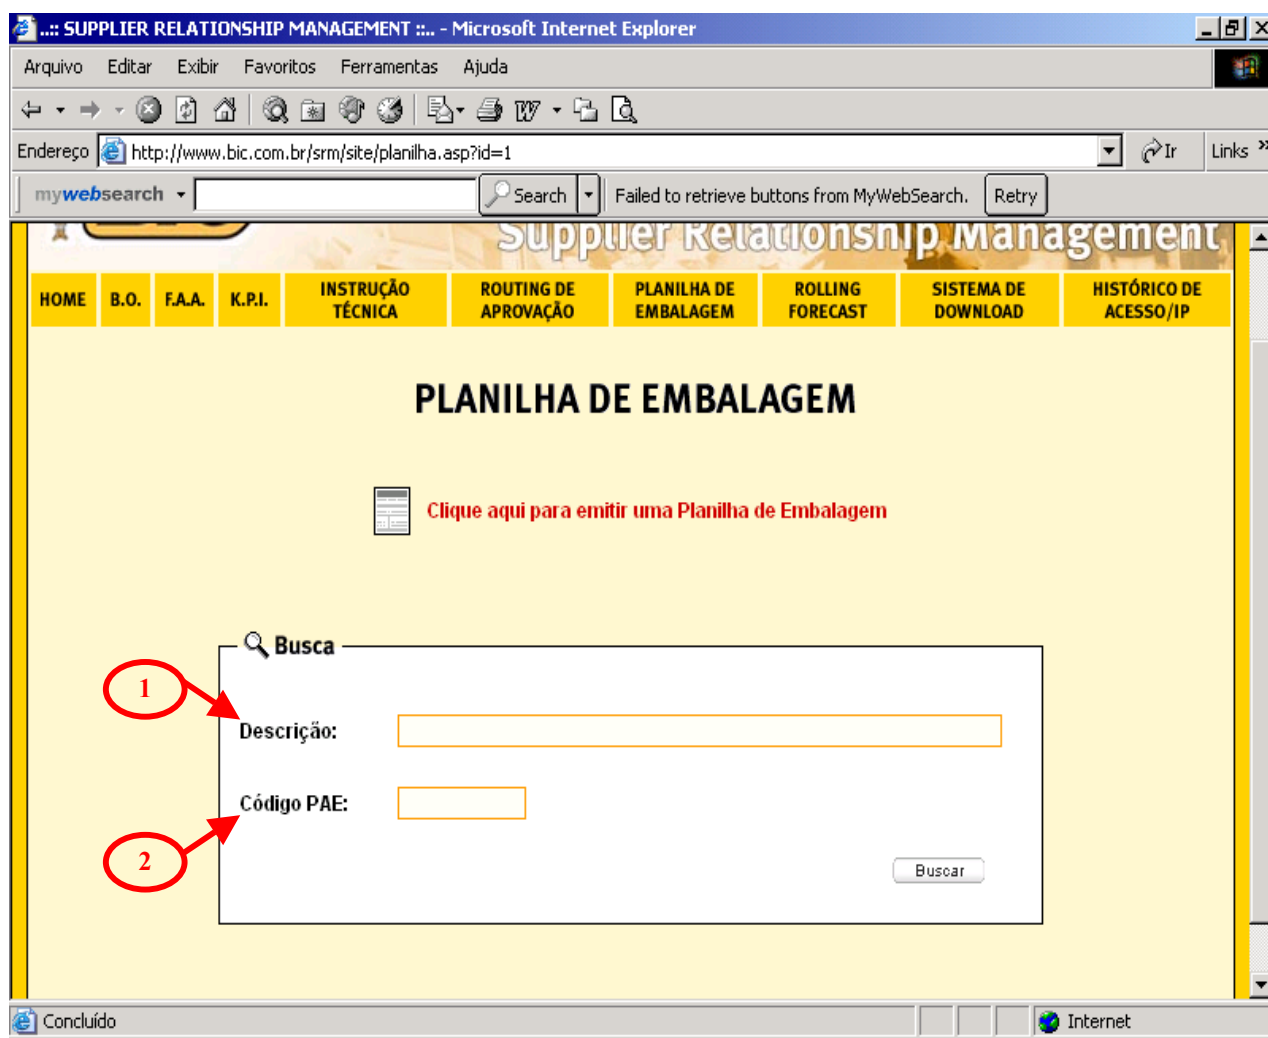 ..:: SUPPLIER RELATIONSHIP MANAGEMENT ::.. - Microsoft Internet Explorer
Arquivo Editar Exibir Favoritos Ferramentas Ajuda
Endereço http://www.bic.com.br/srm/site/planilha.asp?id=1 Ir Links »
mywebsearch Search Failed to retrieve buttons from MyWebSearch. Retry
Supplier Relationship Management
HOME B.O. F.A.A. K.P.I. INSTRUÇÃO TÉCNICA ROUTING DE APROVAÇÃO PLANILHA DE EMBALAGEM ROLLING FORECAST SISTEMA DE DOWNLOAD HISTÓRICO DE ACESSO/IP
PLANILHA DE EMBALAGEM
Clique aqui para emitir uma Planilha de Embalagem
Busca
1
Descrição:
Código PAE:
2
Buscar
Concluído Internet